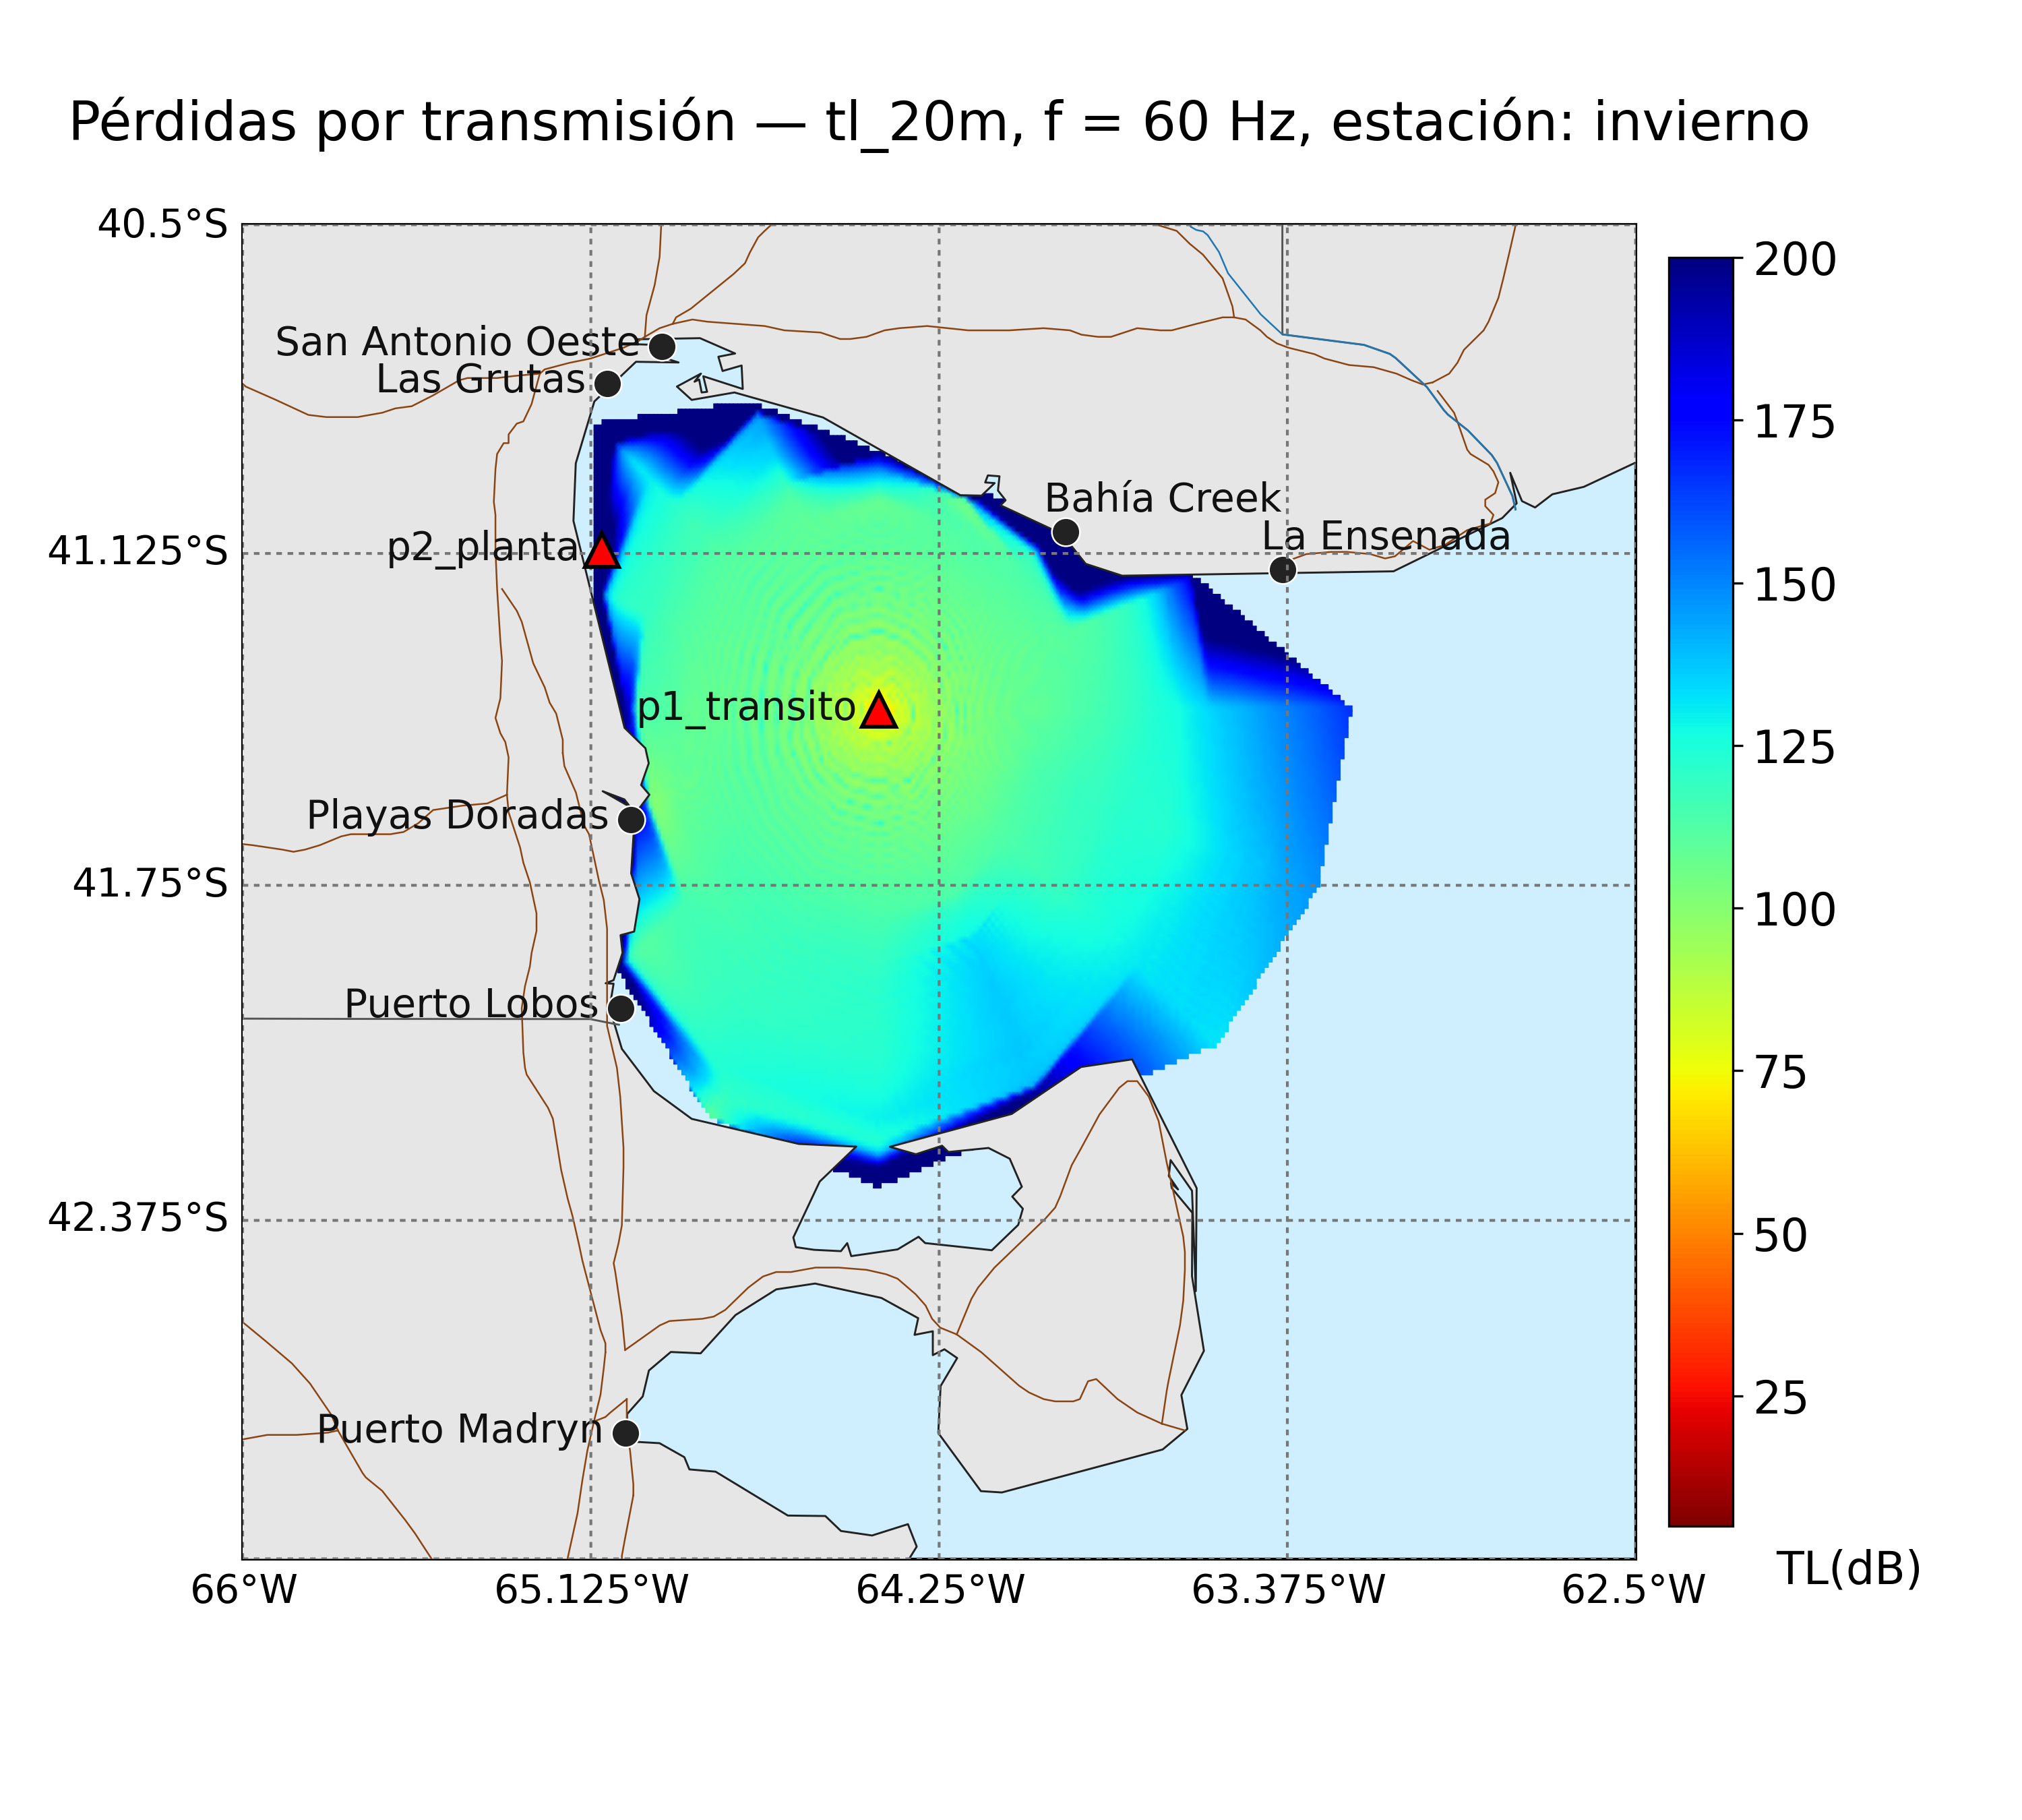 Pérdidas por transmisión — tl_20m, f = 60 Hz, estación: invierno
40.5°S
200
San Antonio Oeste
Las Grutas
175
Bahía Creek
La Ensenada
p2_planta
41.125°S
150
p1_transito
125
Playas Doradas
41.75°S
100
Puerto Lobos
75
42.375°S
50
25
Puerto Madryn
TL(dB)
66°W 65.125°W 64.25°W 63.375°W 62.5°W